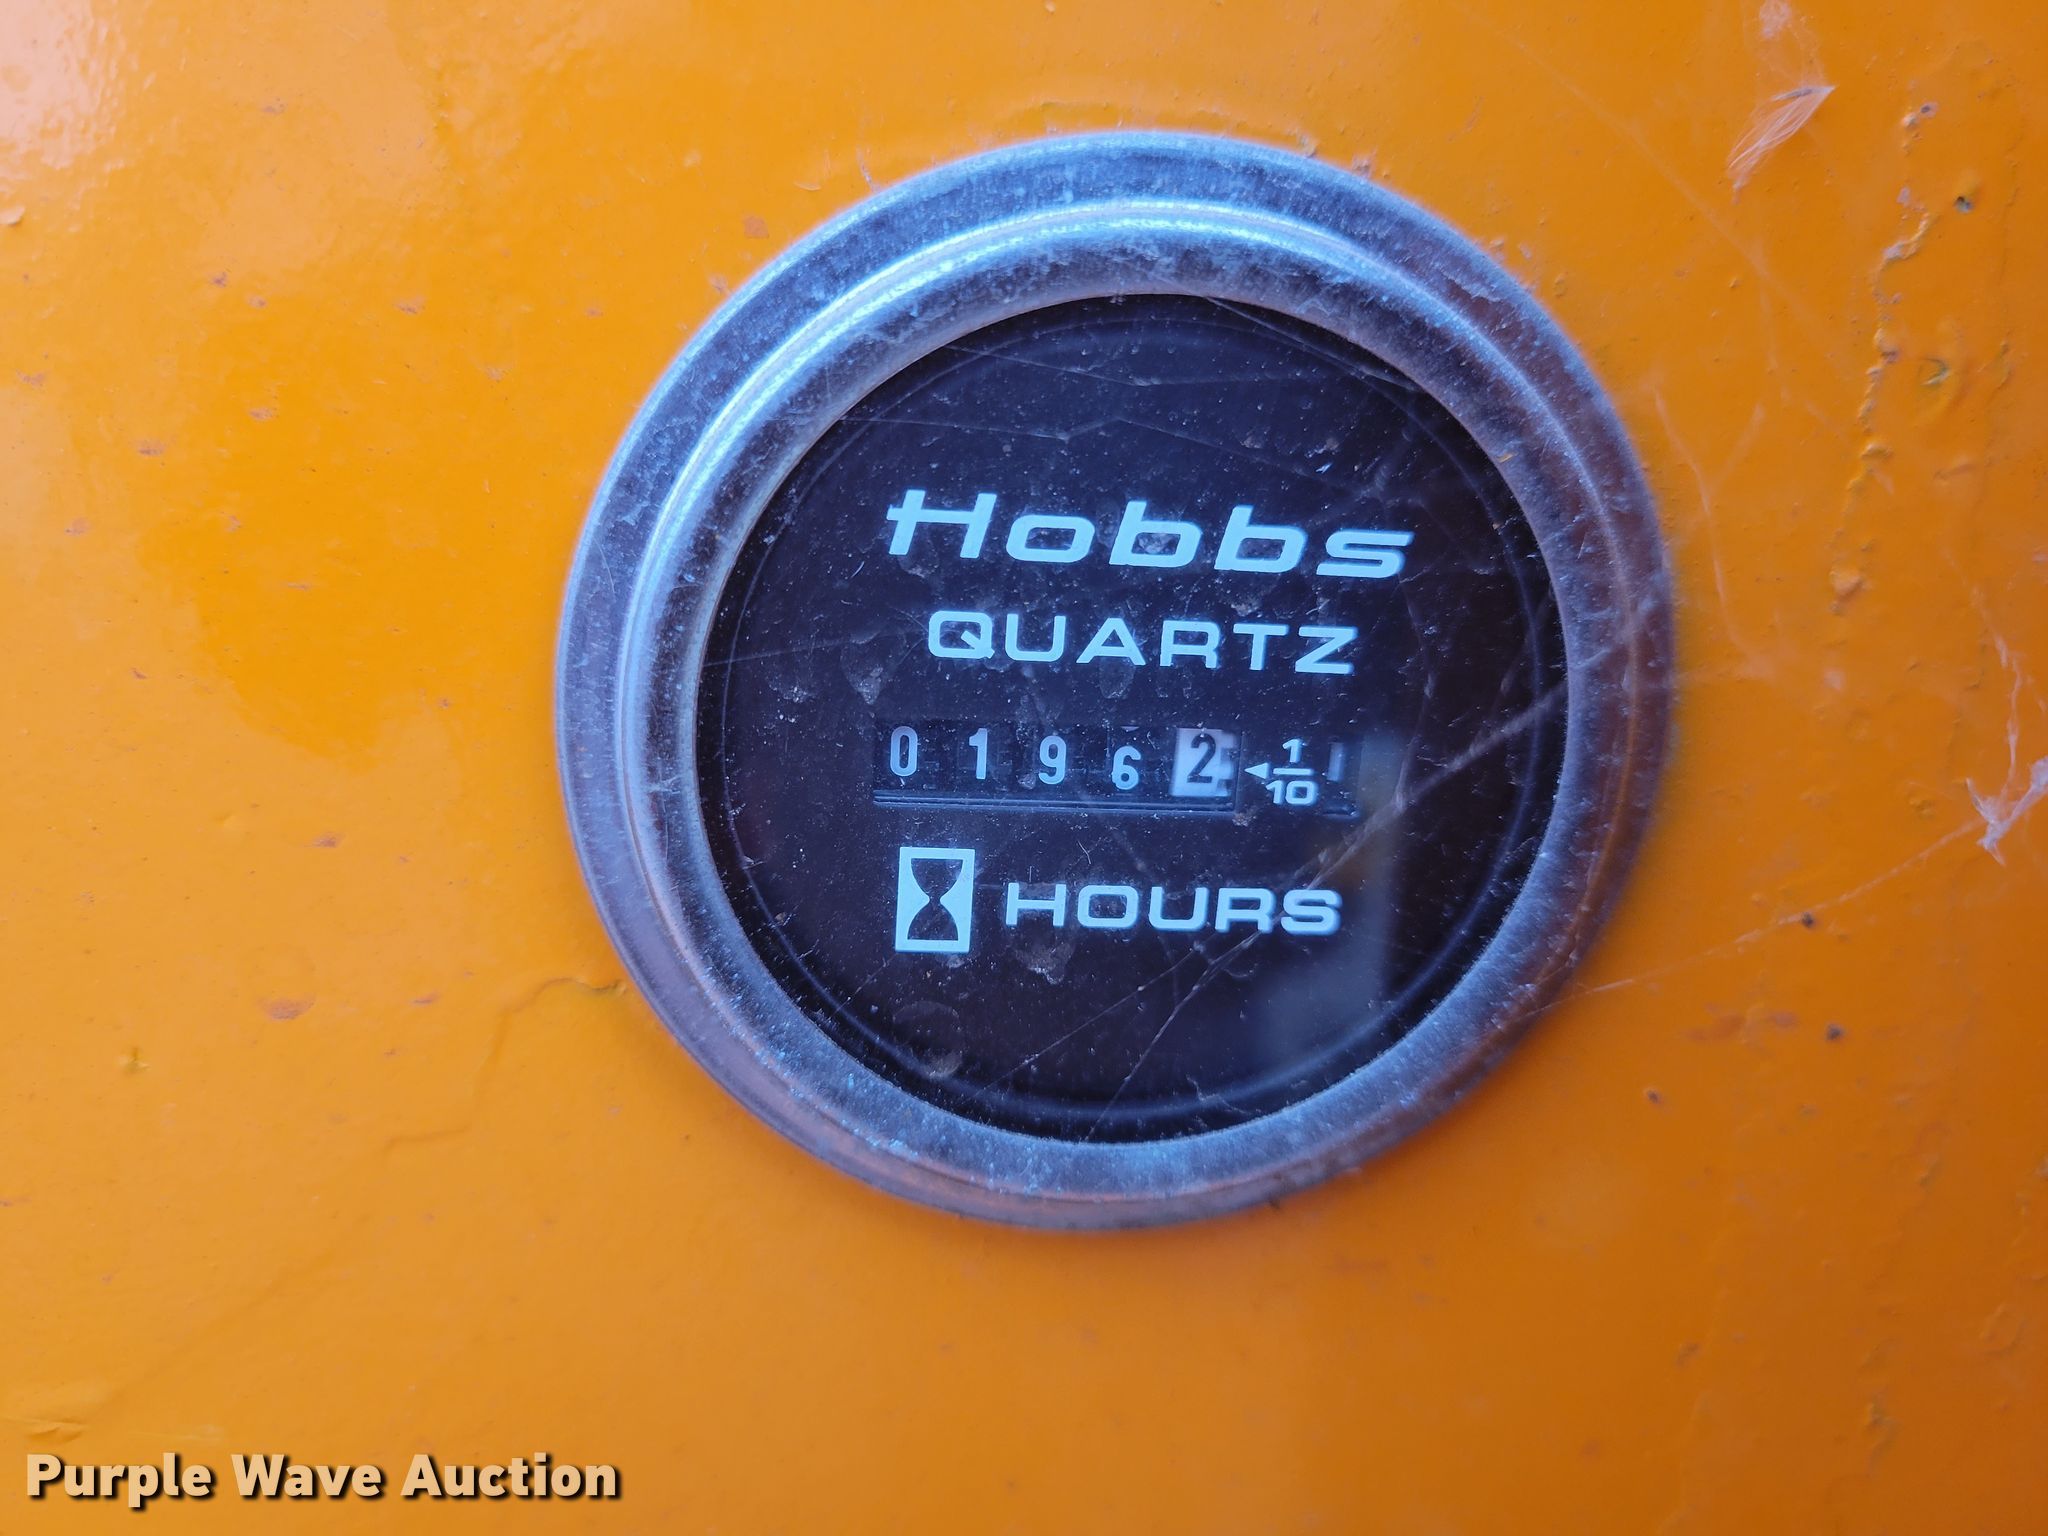 Hobbs
QUARTZ
0 1 9 6 2 ◄ 1/10
HOURS
Purple Wave Auction